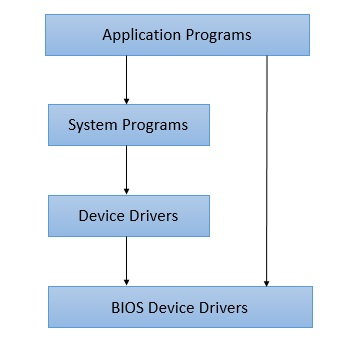 Application Programs
System Programs
Device Drivers
BIOS Device Drivers